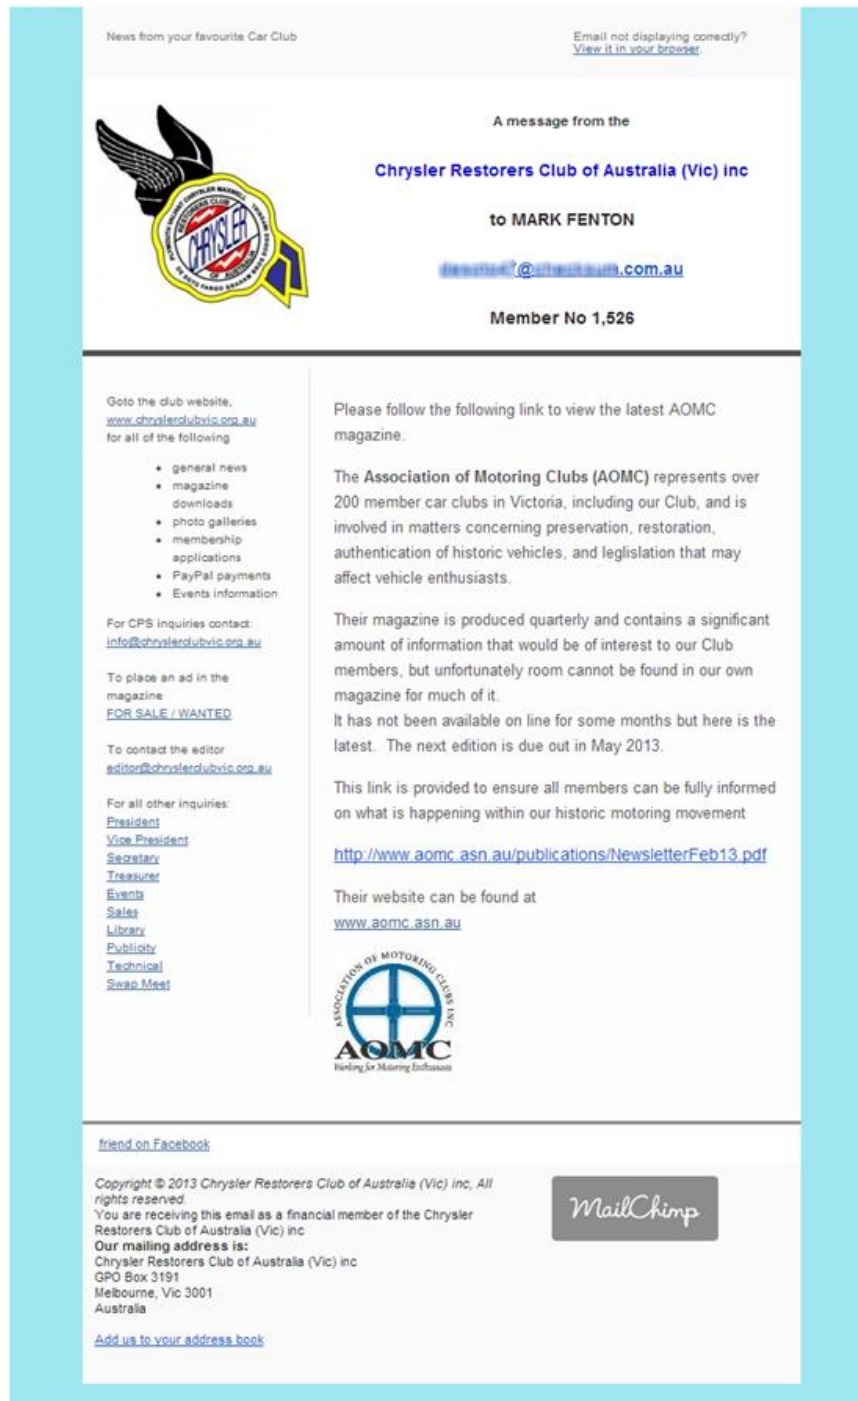 News from your favourite Car Club
Email not displaying correctly?
View it in your browser.
A message from the
Chrysler Restorers Club of Australia (Vic) inc
to MARK FENTON
@
.com.au
Member No 1,526
PLYMOUTH VALIANT CHRYSLER MAXWELL
RESTORERS CLUB
CHRYSLER
OF AUSTRALIA
DE SOTO FARGO GRAHAM BROS DODGE
Goto the club website,
www.chryslerclubvic.org.au
for all of the following
• general news
• magazine
downloads
• photo galleries
• membership
applications
• PayPal payments
• Events information
For CPS inquiries contact:
info@chryslerclubvic.org.au
To place an ad in the
magazine
FOR SALE / WANTED
To contact the editor
editor@chryslerclubvic.org.au
For all other inquiries:
President
Vice President
Secretary
Treasurer
Events
Sales
Library
Publicity
Technical
Swap Meet
Please follow the following link to view the latest AOMC
magazine.
The Association of Motoring Clubs (AOMC) represents over
200 member car clubs in Victoria, including our Club, and is
involved in matters concerning preservation, restoration,
authentication of historic vehicles, and leglislation that may
affect vehicle enthusiasts.
Their magazine is produced quarterly and contains a significant
amount of information that would be of interest to our Club
members, but unfortunately room cannot be found in our own
magazine for much of it.
It has not been available on line for some months but here is the
latest. The next edition is due out in May 2013.
This link is provided to ensure all members can be fully informed
on what is happening within our historic motoring movement
http://www.aomc.asn.au/publications/NewsletterFeb13.pdf
Their website can be found at
www.aomc.asn.au
ASSOCIATION OF MOTORING CLUBS INC
AOMC
Working for Motoring Enthusiasts
friend on Facebook
Copyright © 2013 Chrysler Restorers Club of Australia (Vic) inc, All
rights reserved.
You are receiving this email as a financial member of the Chrysler
Restorers Club of Australia (Vic) inc
Our mailing address is:
Chrysler Restorers Club of Australia (Vic) inc
GPO Box 3191
Melbourne, Vic 3001
Australia
Add us to your address book
MailChimp